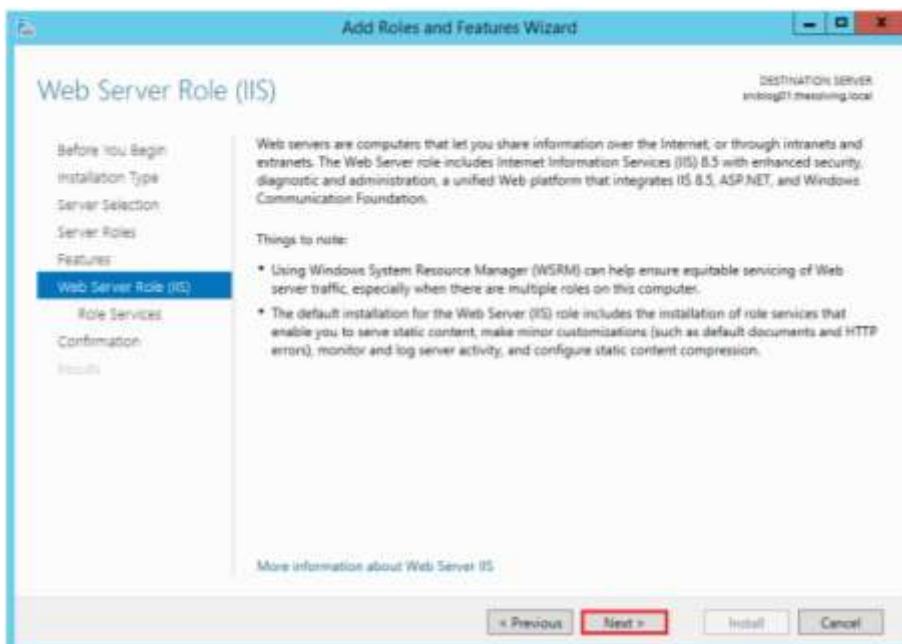 Add Roles and Features Wizard
Web Server Role (IIS)
DESTINATION SERVER
srvblog01.thesolving.local
Before You Begin
Installation Type
Server Selection
Server Roles
Features
Web Server Role (IIS)
Role Services
Confirmation
Results
Web servers are computers that let you share information over the Internet, or through intranets and
extranets. The Web Server role includes Internet Information Services (IIS) 8.5 with enhanced security,
diagnostic and administration, a unified Web platform that integrates IIS 8.5, ASP.NET, and Windows
Communication Foundation.
Things to note:
• Using Windows System Resource Manager (WSRM) can help ensure equitable servicing of Web
server traffic, especially when there are multiple roles on this computer.
• The default installation for the Web Server (IIS) role includes the installation of role services that
enable you to serve static content, make minor customizations (such as default documents and HTTP
errors), monitor and log server activity, and configure static content compression.
More information about Web Server IIS
< Previous
Next >
Install
Cancel